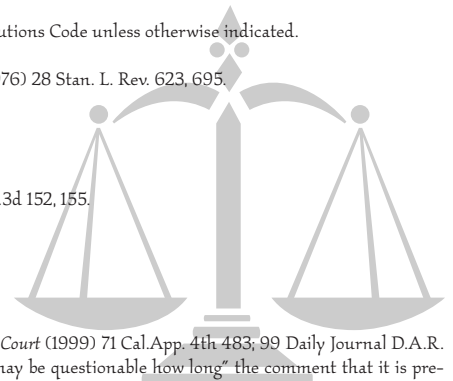 utions Code unless otherwise indicated.
76) 28 Stan. L. Rev. 623, 695.
.3d 152, 155.
Court (1999) 71 Cal.App. 4th 483; 99 Daily Journal D.A.R.
may be questionable how long" the comment that it is pre-